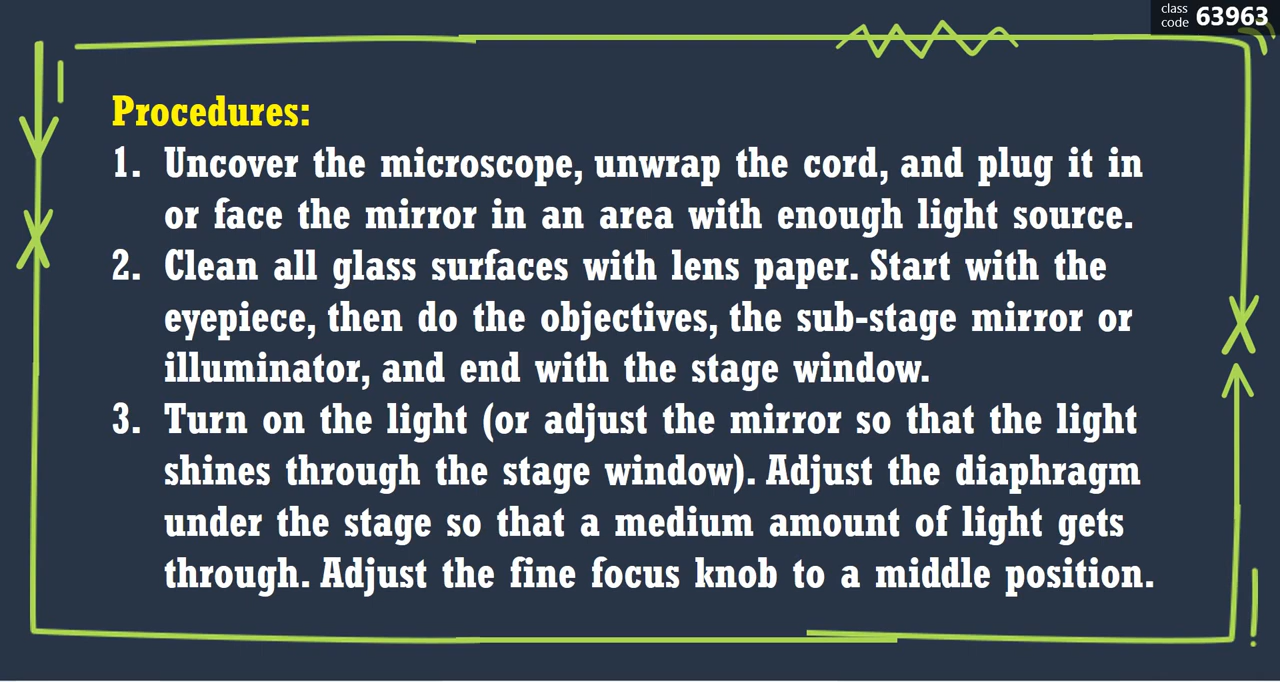 class
code 63963
Procedures:
1. Uncover the microscope, unwrap the cord, and plug it in
or face the mirror in an area with enough light source.
2. Clean all glass surfaces with lens paper. Start with the
eyepiece, then do the objectives, the sub-stage mirror or
illuminator, and end with the stage window.
3. Turn on the light (or adjust the mirror so that the light
shines through the stage window). Adjust the diaphragm
under the stage so that a medium amount of light gets
through. Adjust the fine focus knob to a middle position.